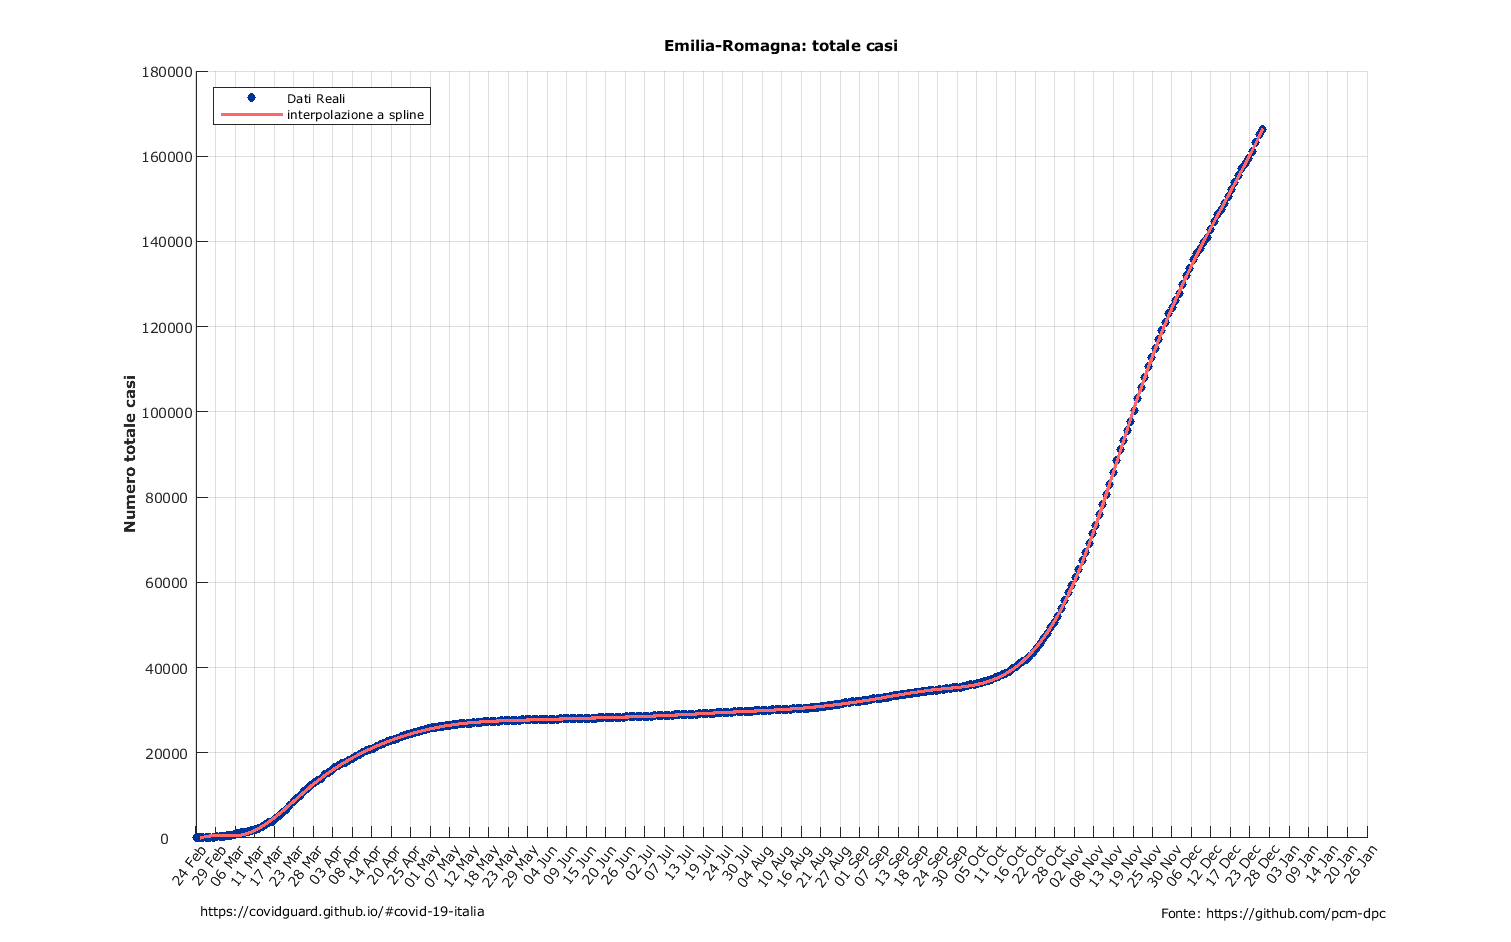 Emilia-Romagna: totale casi
180000
160000
140000
120000
100000
80000
60000
40000
20000
0
Numero totale casi
Dati Reali
interpolazione a spline
24 Feb
29 Feb
06 Mar
11 Mar
17 Mar
23 Mar
28 Mar
03 Apr
08 Apr
14 Apr
20 Apr
25 Apr
01 May
07 May
12 May
18 May
23 May
29 May
04 Jun
09 Jun
15 Jun
20 Jun
26 Jun
02 Jul
07 Jul
13 Jul
19 Jul
24 Jul
30 Jul
04 Aug
10 Aug
16 Aug
21 Aug
27 Aug
01 Sep
07 Sep
13 Sep
18 Sep
24 Sep
30 Oct
05 Oct
11 Oct
16 Oct
22 Oct
28 Oct
02 Nov
08 Nov
13 Nov
19 Nov
25 Nov
30 Nov
06 Dec
12 Dec
17 Dec
23 Dec
28 Dec
03 Jan
09 Jan
14 Jan
20 Jan
26 Jan
https://covidguard.github.io/#covid-19-italia
Fonte: https://github.com/pcm-dpc